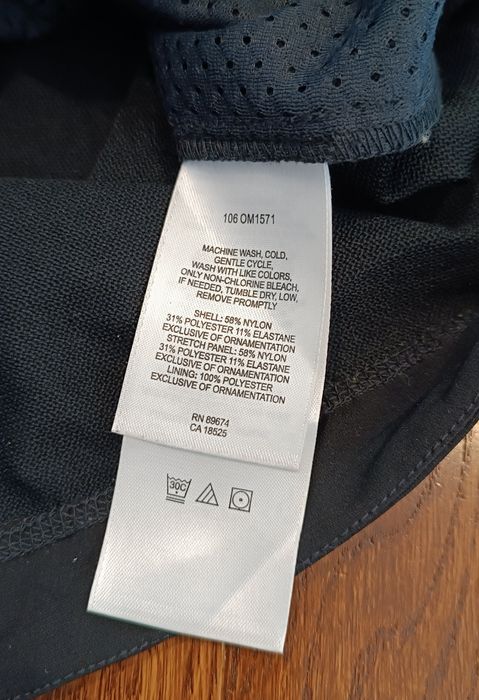 106 OM1571
MACHINE WASH, COLD,
GENTLE CYCLE,
WASH WITH LIKE COLORS,
ONLY NON-CHLORINE BLEACH,
IF NEEDED, TUMBLE DRY, LOW,
REMOVE PROMPTLY
SHELL: 58% NYLON
31% POLYESTER 11% ELASTANE
EXCLUSIVE OF ORNAMENTATION
STRETCH PANEL: 58% NYLON
31% POLYESTER 11% ELASTANE
EXCLUSIVE OF ORNAMENTATION
LINING: 100% POLYESTER
EXCLUSIVE OF ORNAMENTATION
RN 89674
CA 18525
30C